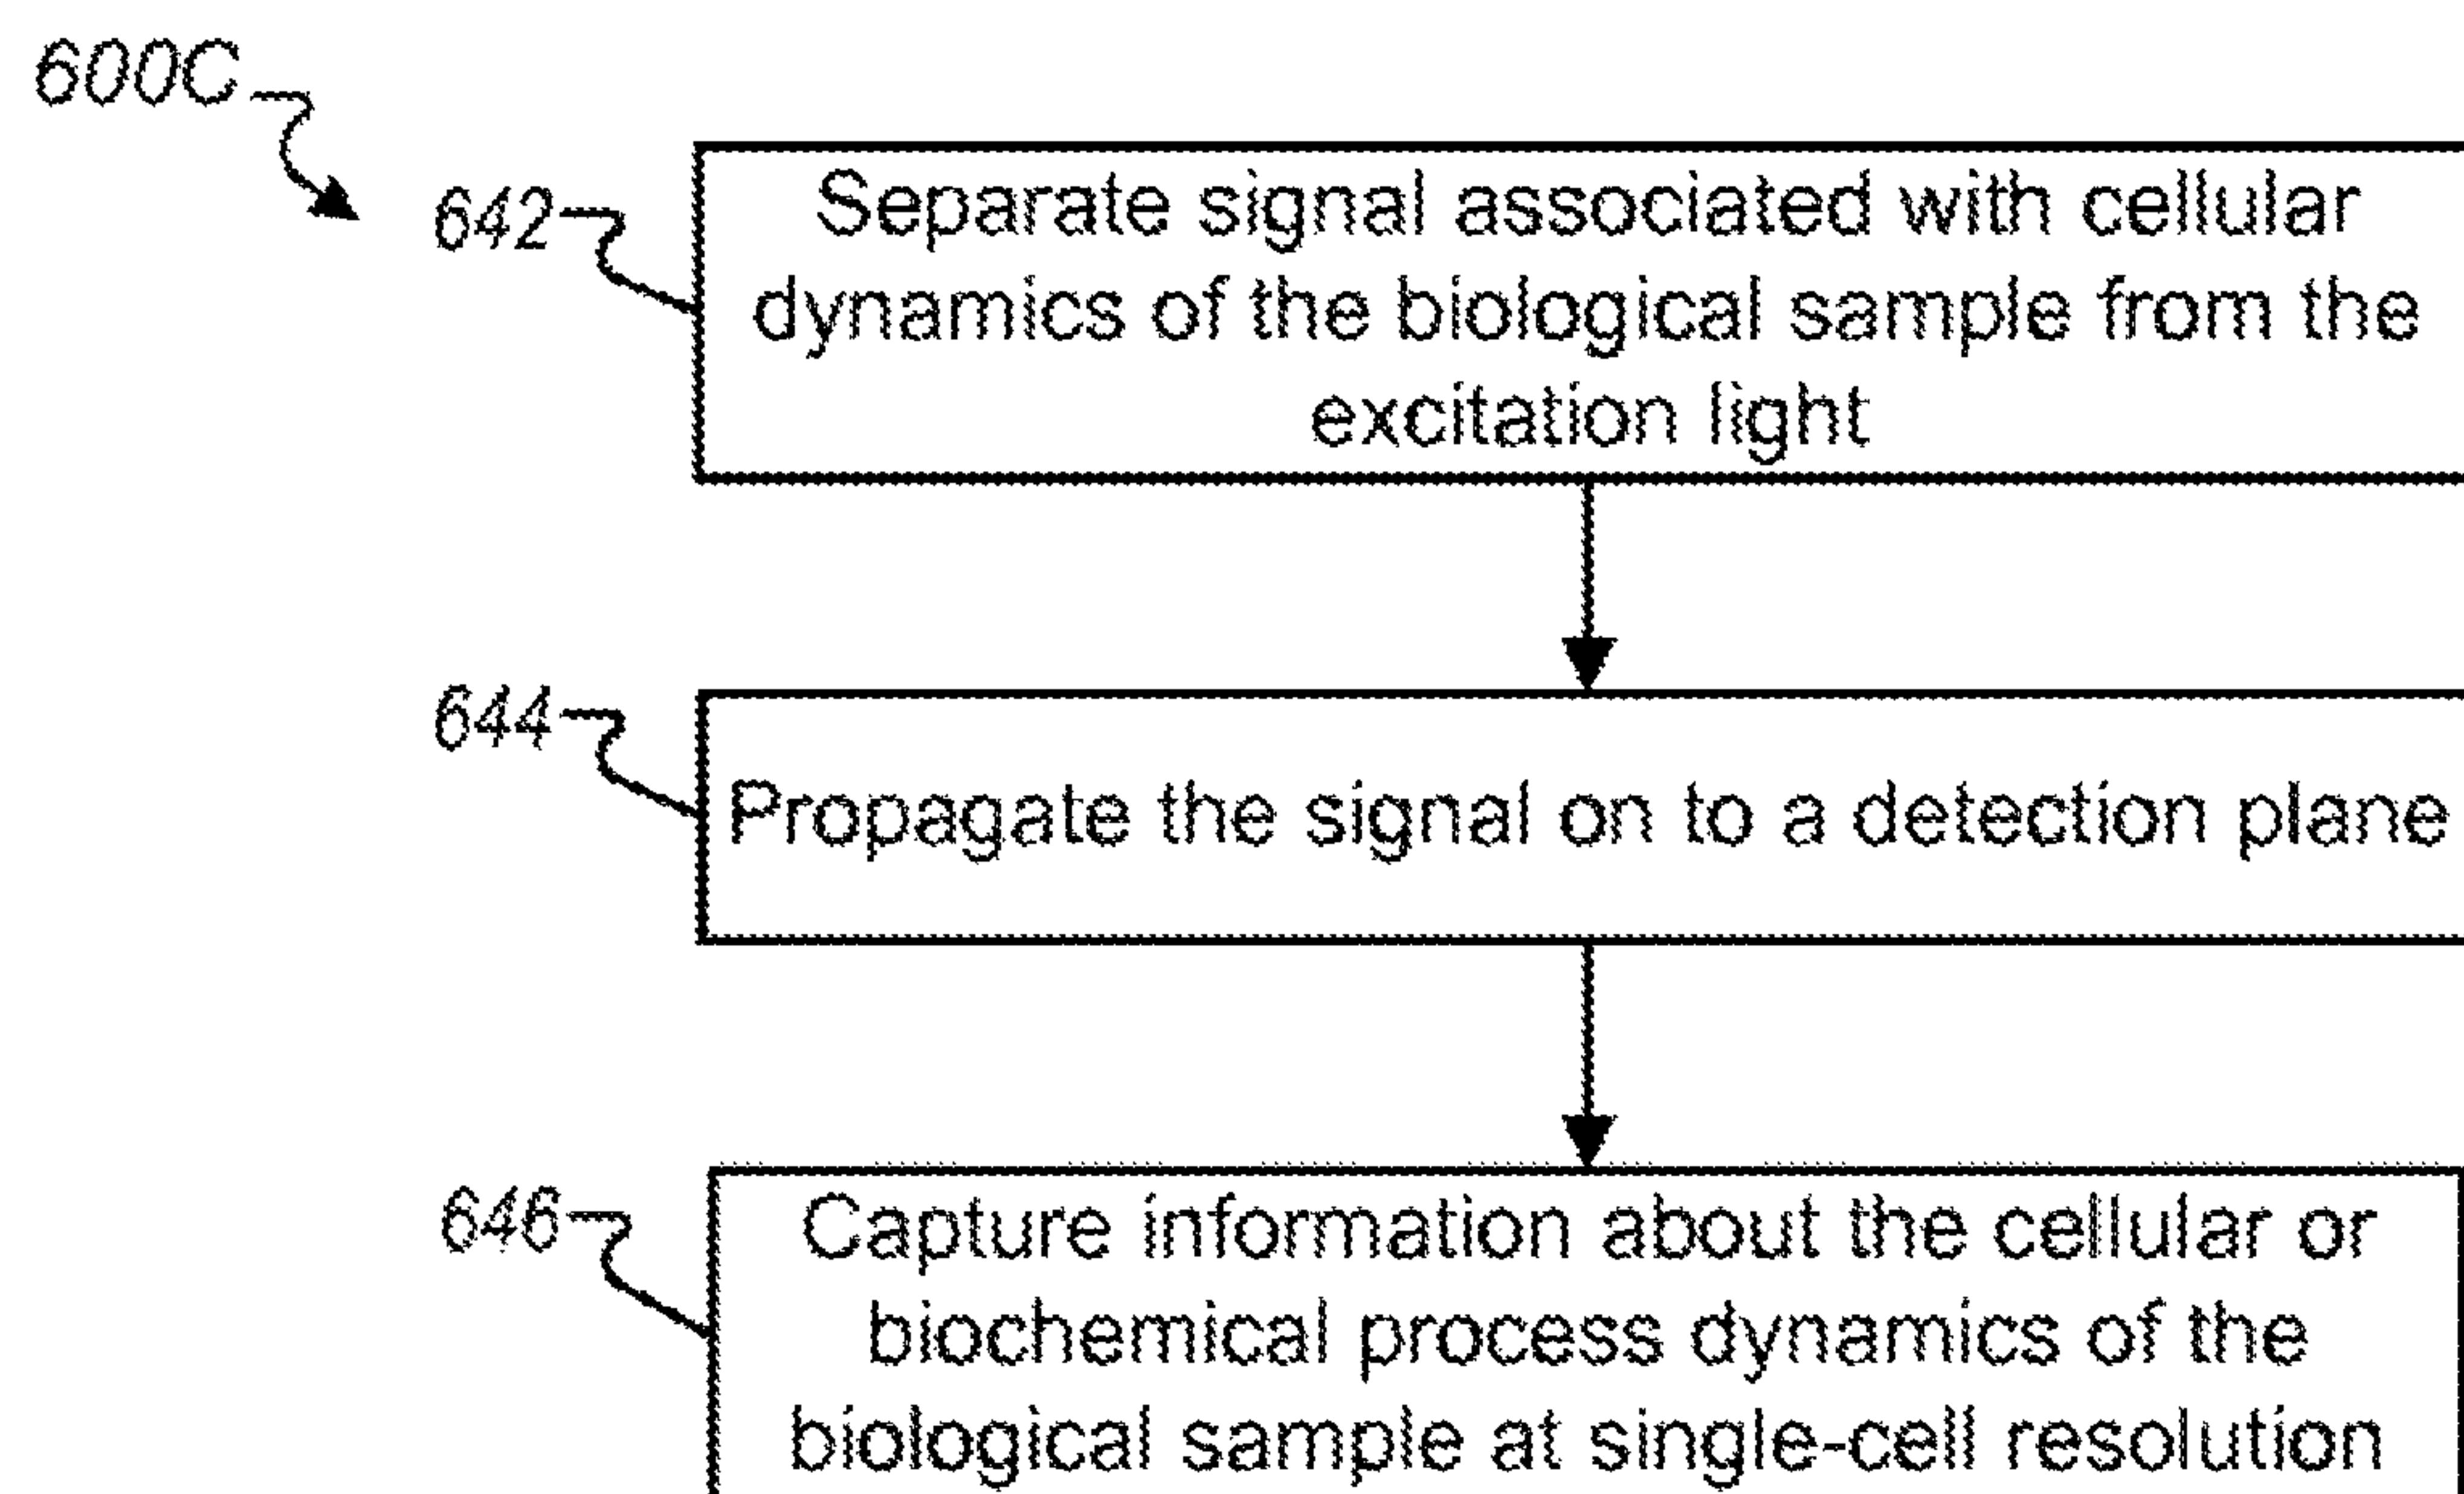 600C
642
Separate signal associated with cellular
dynamics of the biological sample from the
excitation light
644
Propagate the signal on to a detection plane
646
Capture information about the cellular or
biochemical process dynamics of the
biological sample at single-cell resolution